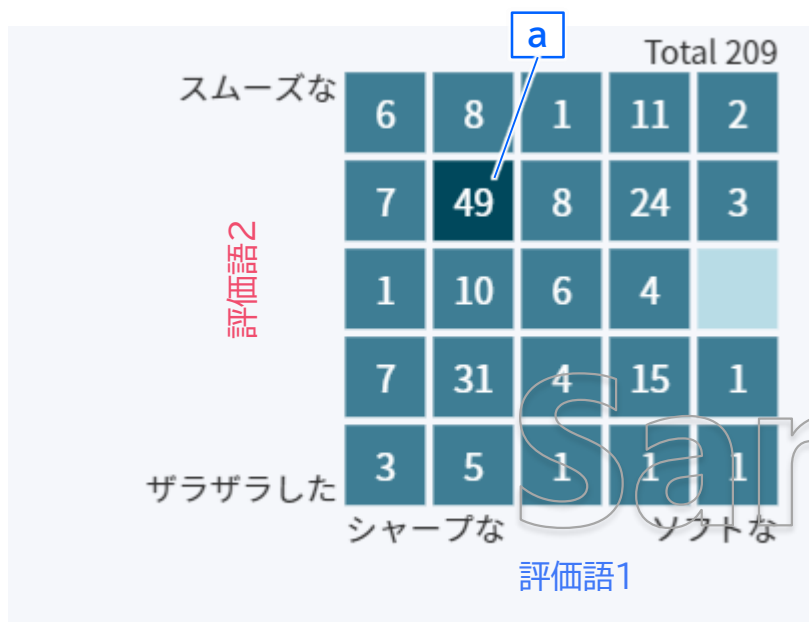 a
Total 209
スムーズな
6 8 1 11 2
7 49 8 24 3
評価語2
1 10 6 4
7 31 4 15 1
3 5 1 1 1
ザラザラした
シャープな ソフトな
評価語1